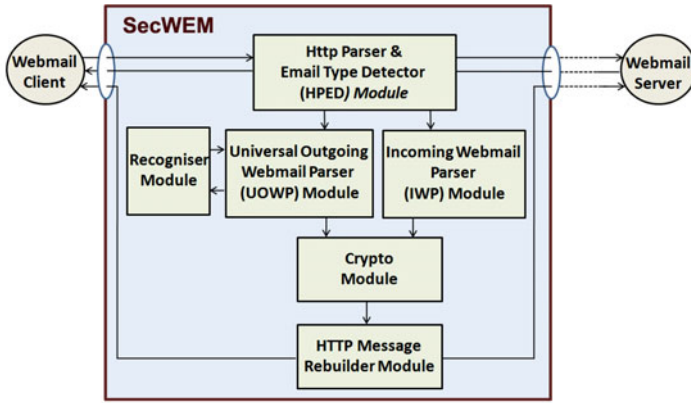 SecWEM
Webmail
Client
Http Parser &
Email Type Detector
(HPED) Module
Webmail
Server
Recogniser
Module
Universal Outgoing
Webmail Parser
(UOWP) Module
Incoming Webmail
Parser
(IWP) Module
Crypto
Module
HTTP Message
Rebuilder Module